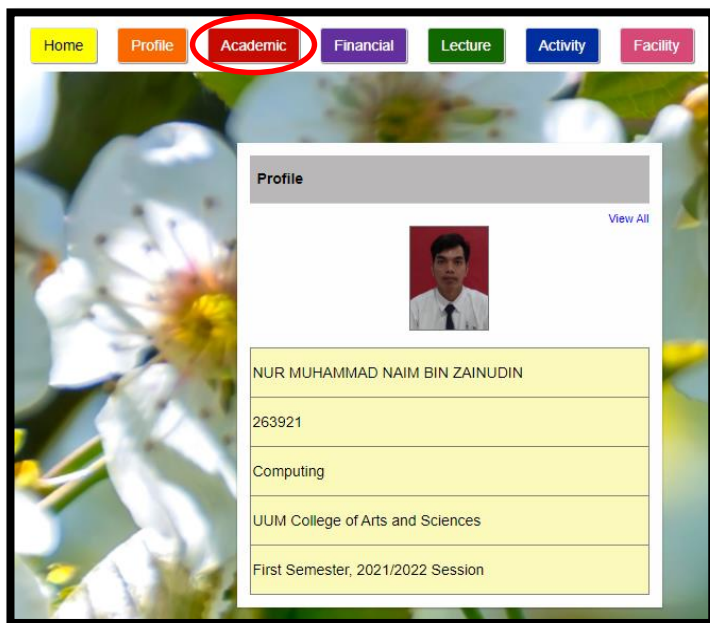 Home Profile Academic Financial Lecture Activity Facility
Profile
View All
NUR MUHAMMAD NAIM BIN ZAINUDIN
263921
Computing
UUM College of Arts and Sciences
First Semester, 2021/2022 Session